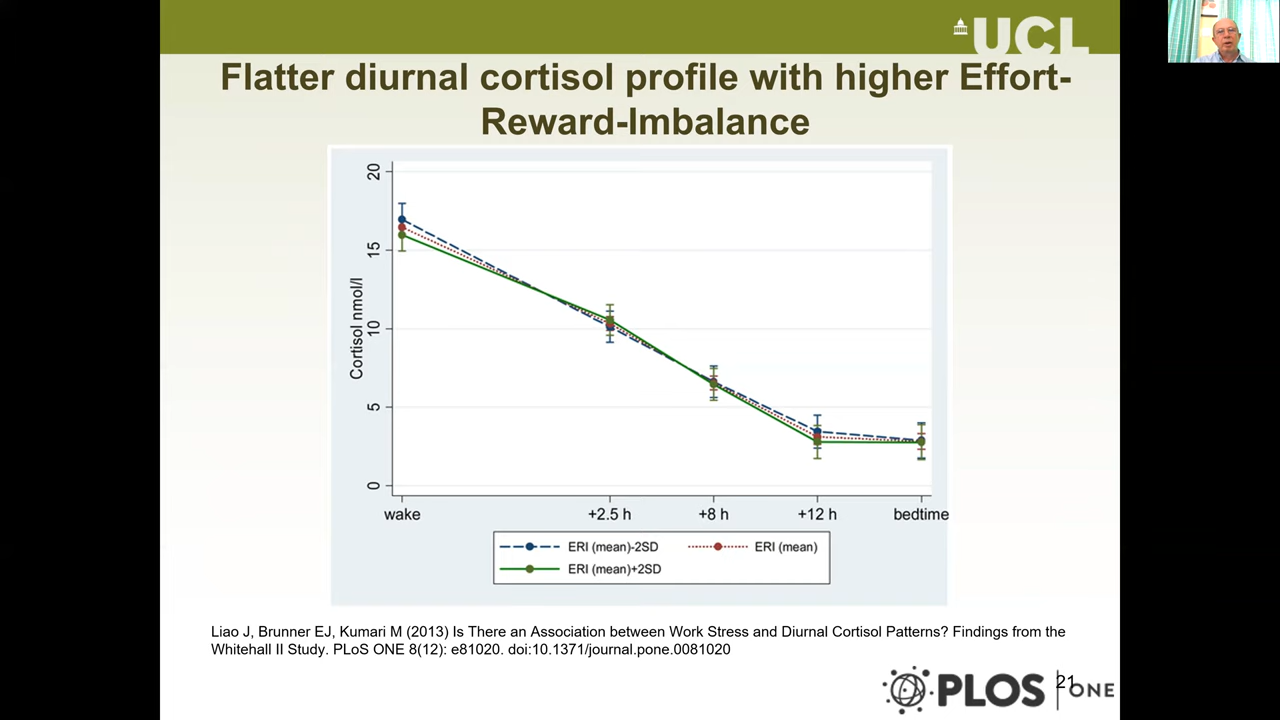 UCL
Flatter diurnal cortisol profile with higher Effort-
Reward-Imbalance
20
15
10
5
0
Cortisol nmol/l
wake
+2.5 h
+8 h
+12 h
bedtime
ERI (mean)-2SD
ERI (mean)
ERI (mean)+2SD
Liao J, Brunner EJ, Kumari M (2013) Is There an Association between Work Stress and Diurnal Cortisol Patterns? Findings from the
Whitehall II Study. PLoS ONE 8(12): e81020. doi:10.1371/journal.pone.0081020
21
PLOS ONE